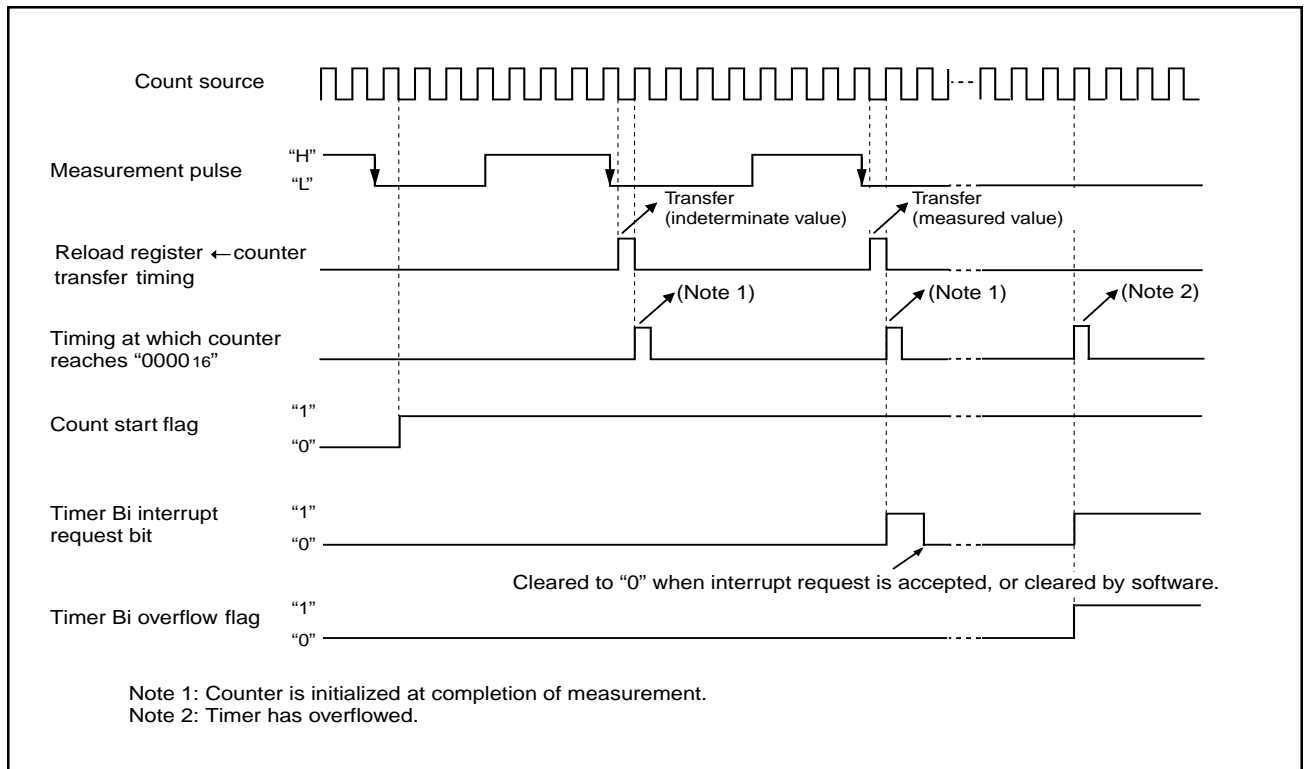 Count source
Measurement pulse
“H”
“L”
Transfer
(indeterminate value)
Transfer
(measured value)
Reload register ←counter
transfer timing
(Note 1)
(Note 1)
(Note 2)
Timing at which counter
reaches “0000 16”
Count start flag
“1”
“0”
Timer Bi interrupt
request bit
“1”
“0”
Cleared to “0” when interrupt request is accepted, or cleared by software.
Timer Bi overflow flag
“1”
“0”
Note 1: Counter is initialized at completion of measurement.
Note 2: Timer has overflowed.